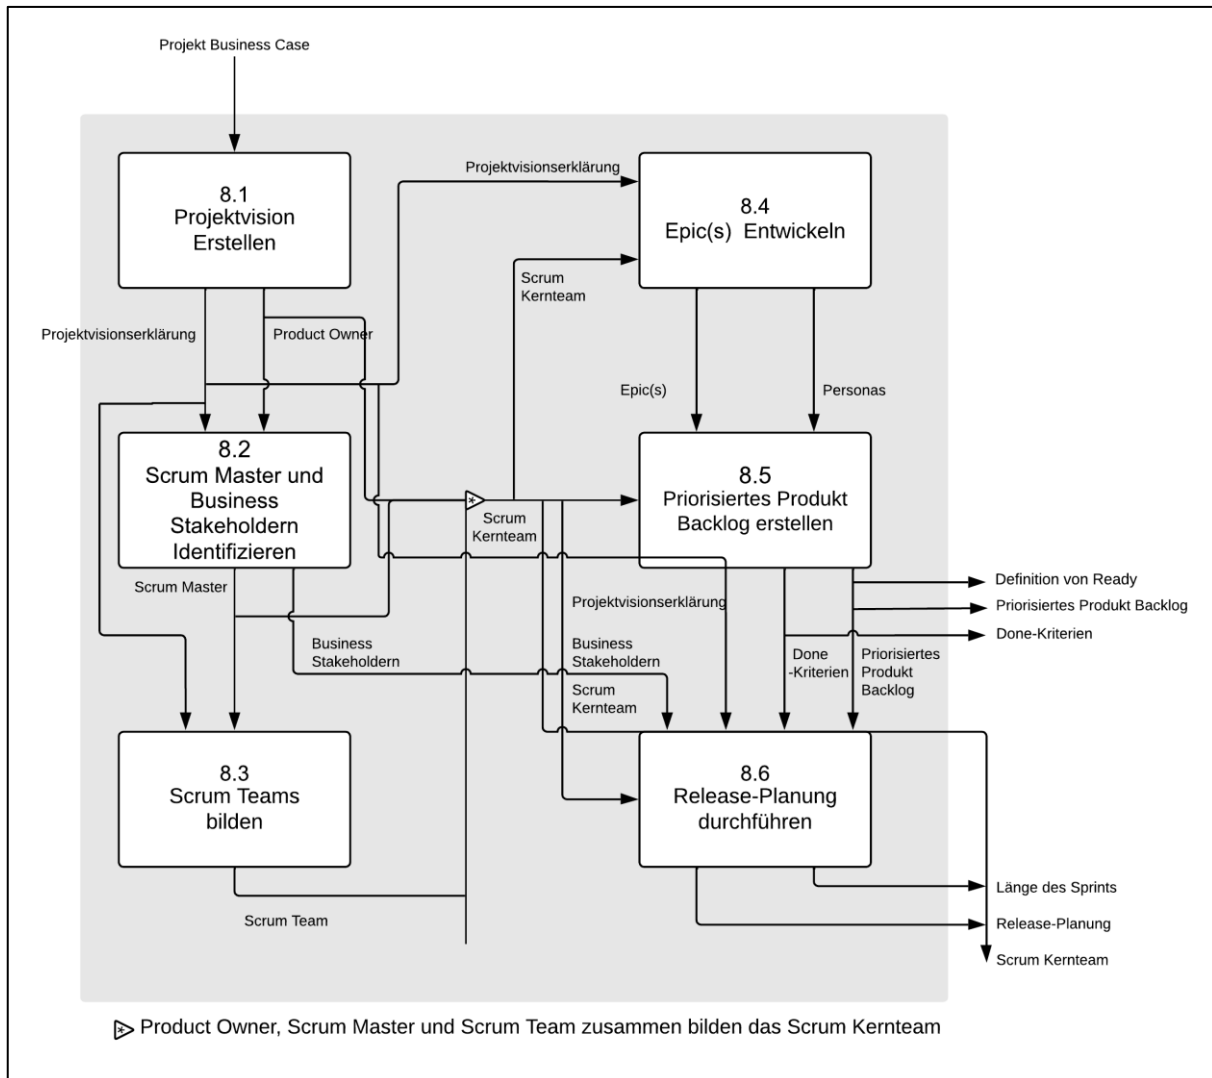 Projekt Business Case
8.1
Projektvision
Erstellen
Projektvisionserklärung
8.4
Epic(s) Entwickeln
Scrum
Kernteam
Projektvisionserklärung
Product Owner
Epic(s)
Personas
8.2
Scrum Master und
Business
Stakeholdern
Identifizieren
8.5
Priorisiertes Produkt
Backlog erstellen
Scrum
Kernteam
Scrum Master
Definition von Ready
Priorisiertes Produkt Backlog
Done-Kriterien
Projektvisionserklärung
Business
Stakeholdern
Business
Stakeholdern
Done
-Kriterien
Priorisiertes
Produkt
Backlog
Scrum
Kernteam
8.3
Scrum Teams
bilden
8.6
Release-Planung
durchführen
Scrum Team
Länge des Sprints
Release-Planung
Scrum Kernteam
Product Owner, Scrum Master und Scrum Team zusammen bilden das Scrum Kernteam